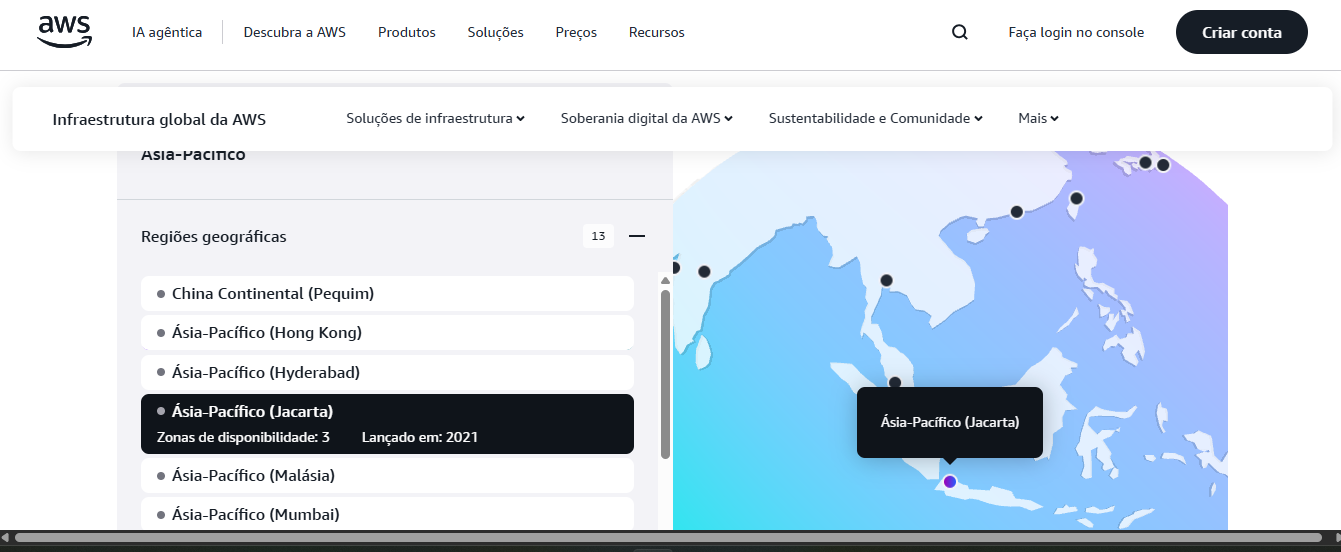 aws
IA agêntica
Descubra a AWS
Produtos
Soluções
Preços
Recursos
Faça login no console
Criar conta
Infraestrutura global da AWS
Soluções de infraestrutura
Soberania digital da AWS
Sustentabilidade e Comunidade
Mais
Ásia-Pacífico
Regiões geográficas
13
China Continental (Pequim)
Ásia-Pacífico (Hong Kong)
Ásia-Pacífico (Hyderabad)
Ásia-Pacífico (Jacarta)
Zonas de disponibilidade: 3
Lançado em: 2021
Ásia-Pacífico (Malásia)
Ásia-Pacífico (Mumbai)
Ásia-Pacífico (Jacarta)